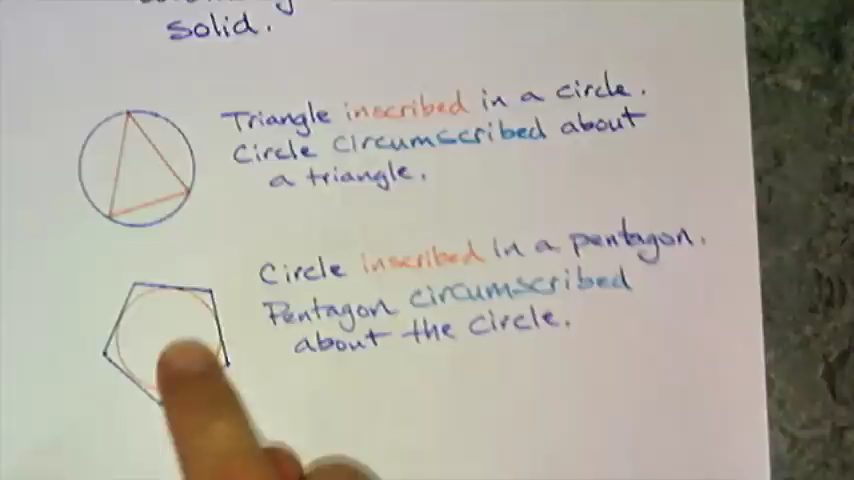 solid.
Triangle inscribed in a circle.
Circle circumscribed about
a triangle.
Circle inscribed in a pentagon.
Pentagon circumscribed
about the circle.